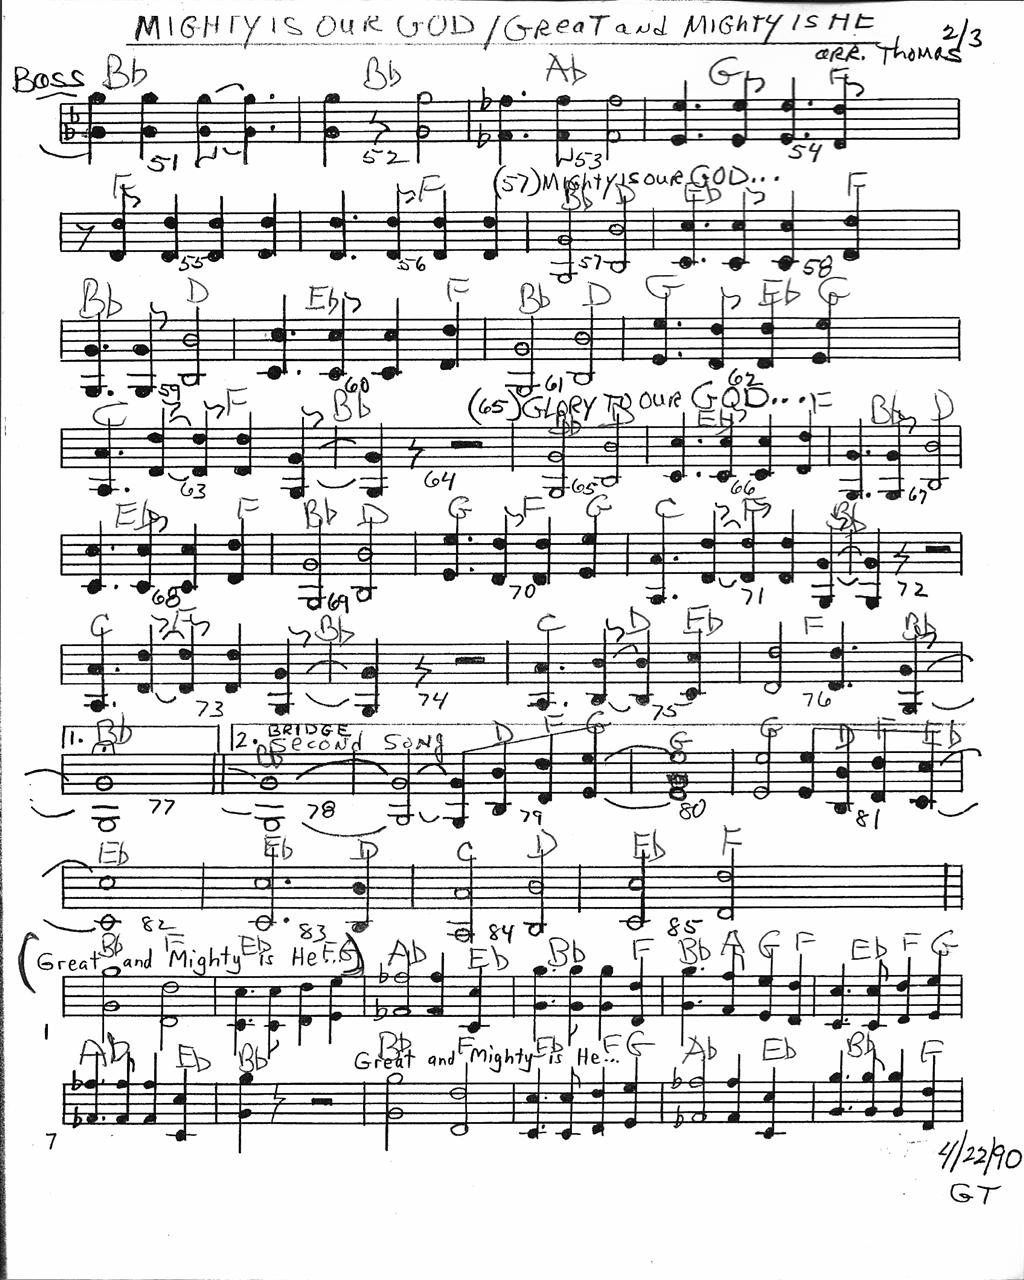 MIGHTY IS OUR GOD / Great and Mighty IS HE
2/3
arr. Thomas
Bass Bb Bb Ab G F
51 52 53 54
(57) Mighty IS OUR GOD...
F F Bb D Eb F
55 56 57 58
Bb D Eb F Bb D G Eb G
59 60 61 62
(65) GLORY TO OUR GOD...
C F Bb Bb D Eb F Bb D
63 64 65 66 67
Eb F Bb D G F G C F Bb
68 69 70 71 72
C F Bb C D Eb F Bb
73 74 75 76
1. Bb 2. BRIDGE
Second Song
Bb D F G G G D F Eb
77 78 79 80 81
Eb Eb D C D Eb F
82 83 84 85
Bb F Eb F G Ab Eb Bb F Bb A G F Eb F G
(Great and Mighty is He...)
1
Ab Eb Bb Bb F Eb F G Ab Eb Bb F
Great and Mighty is He...
7
4/22/90
GT